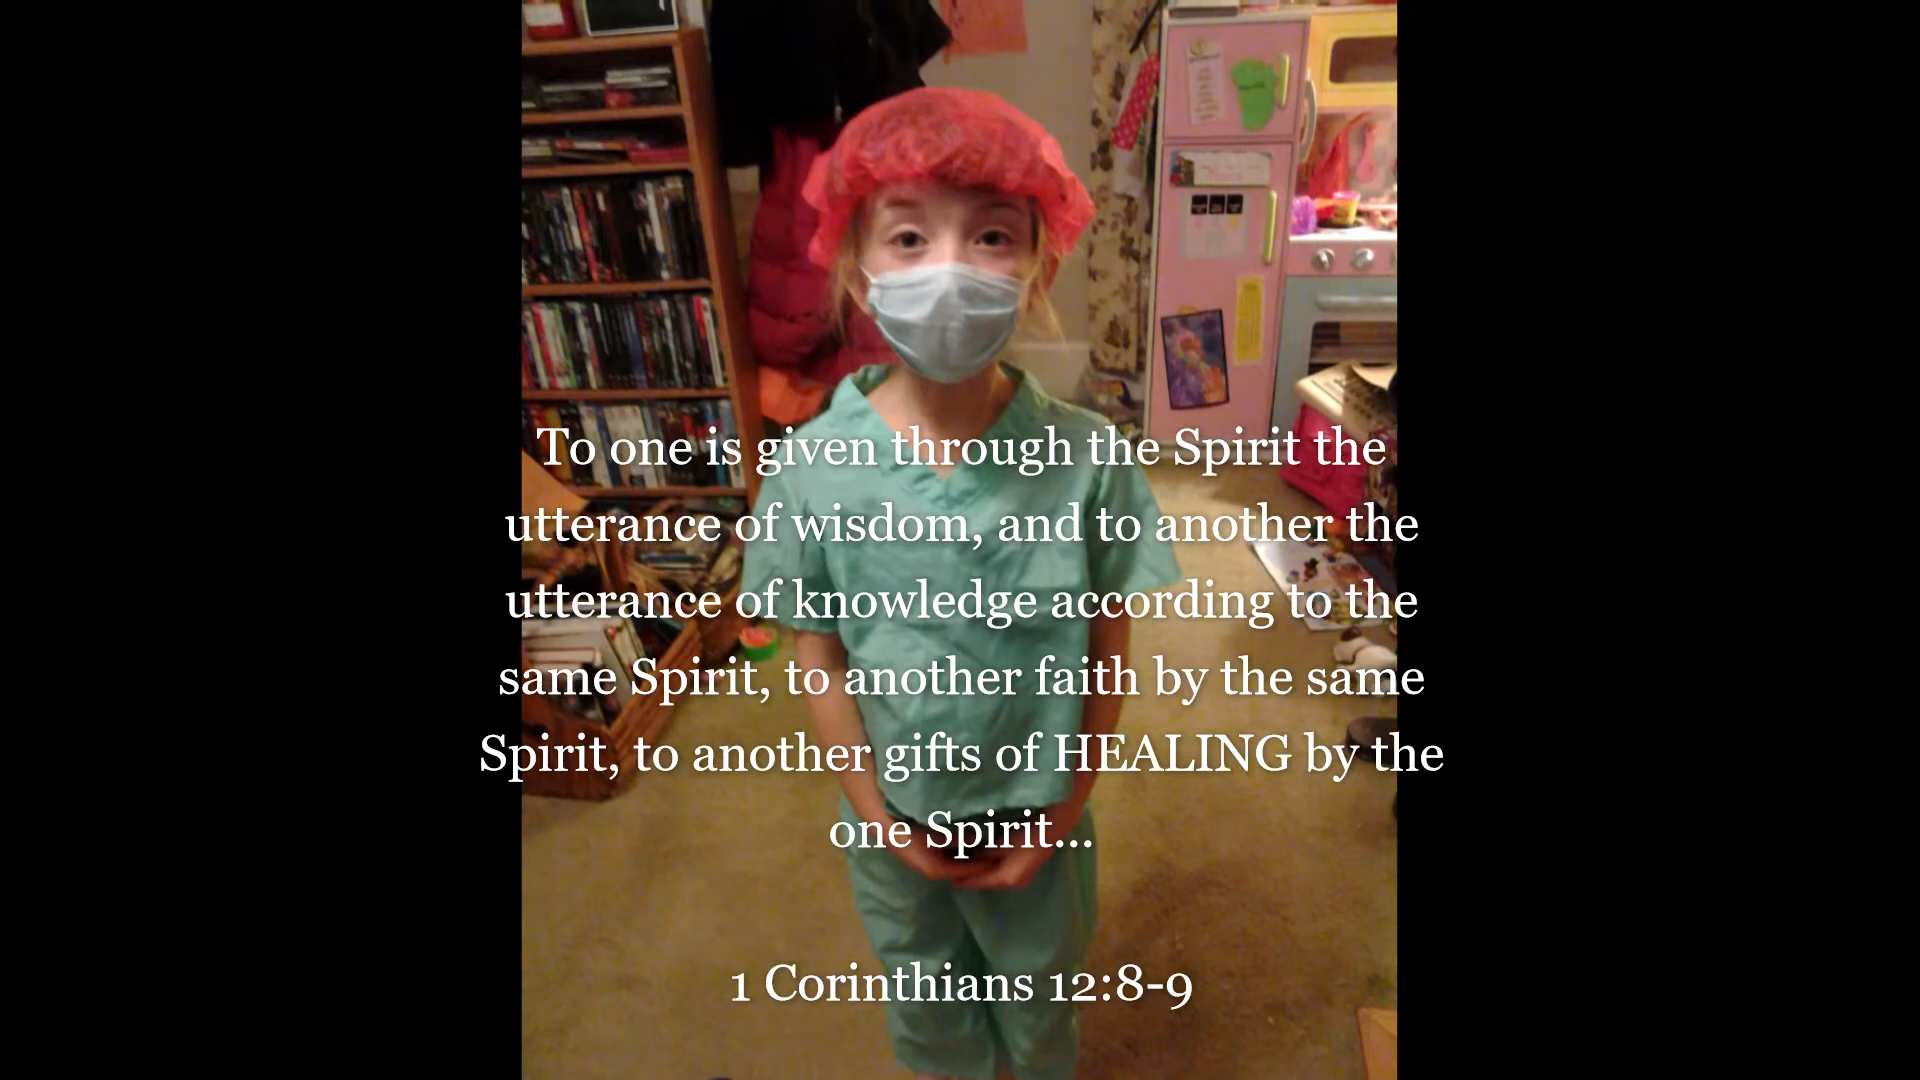 To one is given through the Spirit the
utterance of wisdom, and to another the
utterance of knowledge according to the
same Spirit, to another faith by the same
Spirit, to another gifts of HEALING by the
one Spirit...
1 Corinthians 12:8-9